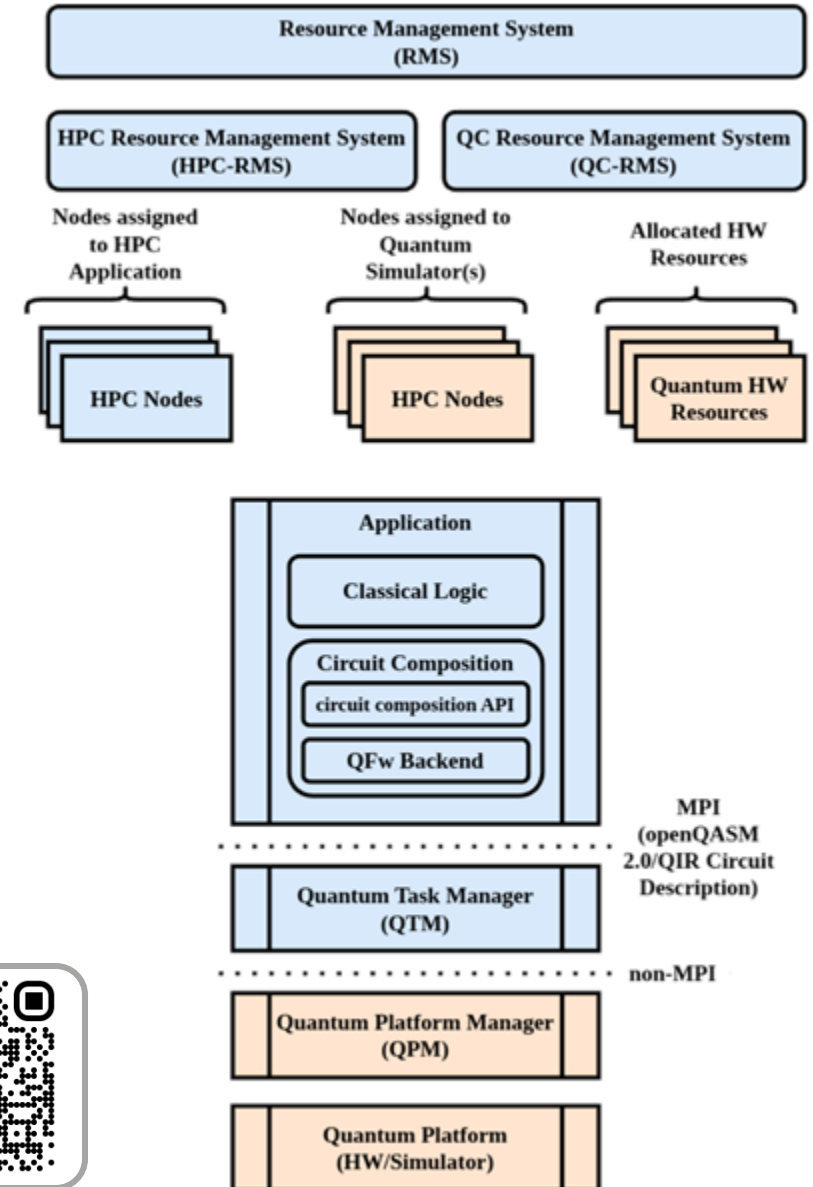 Resource Management System
(RMS)
HPC Resource Management System
(HPC-RMS)
QC Resource Management System
(QC-RMS)
Nodes assigned
to HPC
Application
Nodes assigned to
Quantum
Simulator(s)
Allocated HW
Resources
HPC Nodes
HPC Nodes
Quantum HW
Resources
Application
Classical Logic
Circuit Composition
circuit composition API
QFw Backend
MPI
(openQASM
2.0/QIR Circuit
Description)
Quantum Task Manager
(QTM)
non-MPI
Quantum Platform Manager
(QPM)
Quantum Platform
(HW/Simulator)